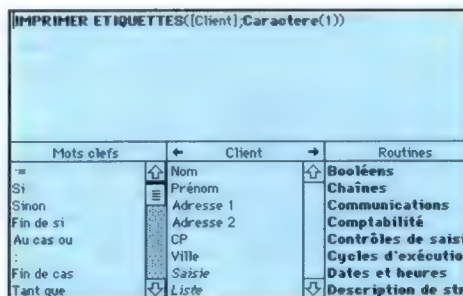 IMPRIMER ETIQUETTES([Client];Caractere(1))
Mots clefs
:=
Si
Sinon
Fin de si
Au cas ou
:
Fin de cas
Tant que
← Client →
Nom
Prénom
Adresse 1
Adresse 2
CP
Ville
Saisie
Liste
Routines
Booléens
Chaînes
Communications
Comptabilité
Contrôles de saisi
Cycles d'exécutio
Dates et heures
Description de str